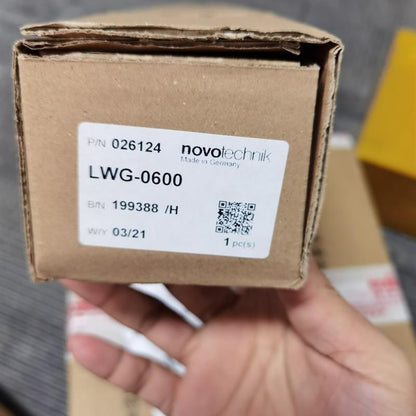 P/N 026124
novotechnik
Made in Germany
LWG-0600
B/N 199388 /H
W/Y 03/21
1 pc(s)